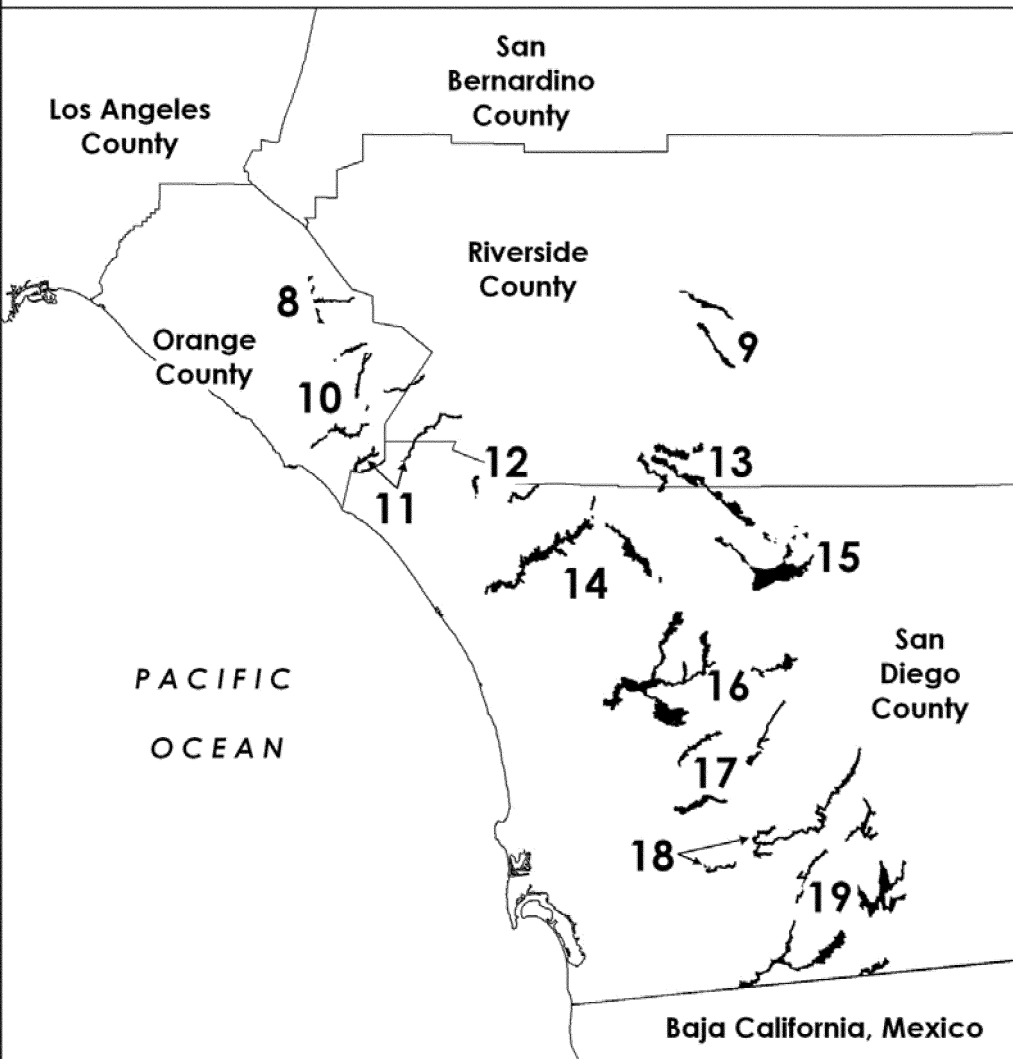 San
Bernardino
County
Los Angeles
County
Riverside
County
8
9
Orange
County
10
12
13
11
15
14
San
Diego
County
16
PACIFIC
OCEAN
17
18
19
Baja California, Mexico